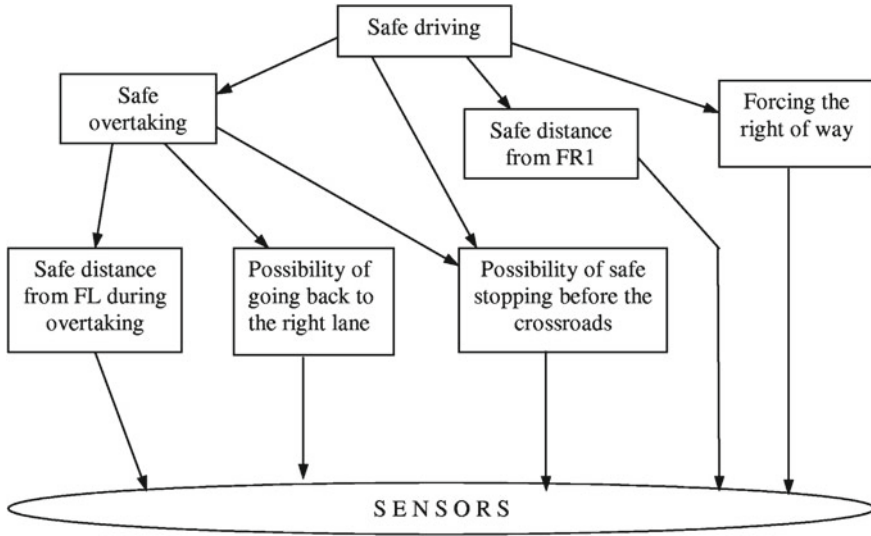 Safe driving
Safe
overtaking
Safe distance
from FR1
Forcing the
right of way
Safe distance
from FL during
overtaking
Possibility of
going back to
the right lane
Possibility of safe
stopping before the
crossroads
SENSORS